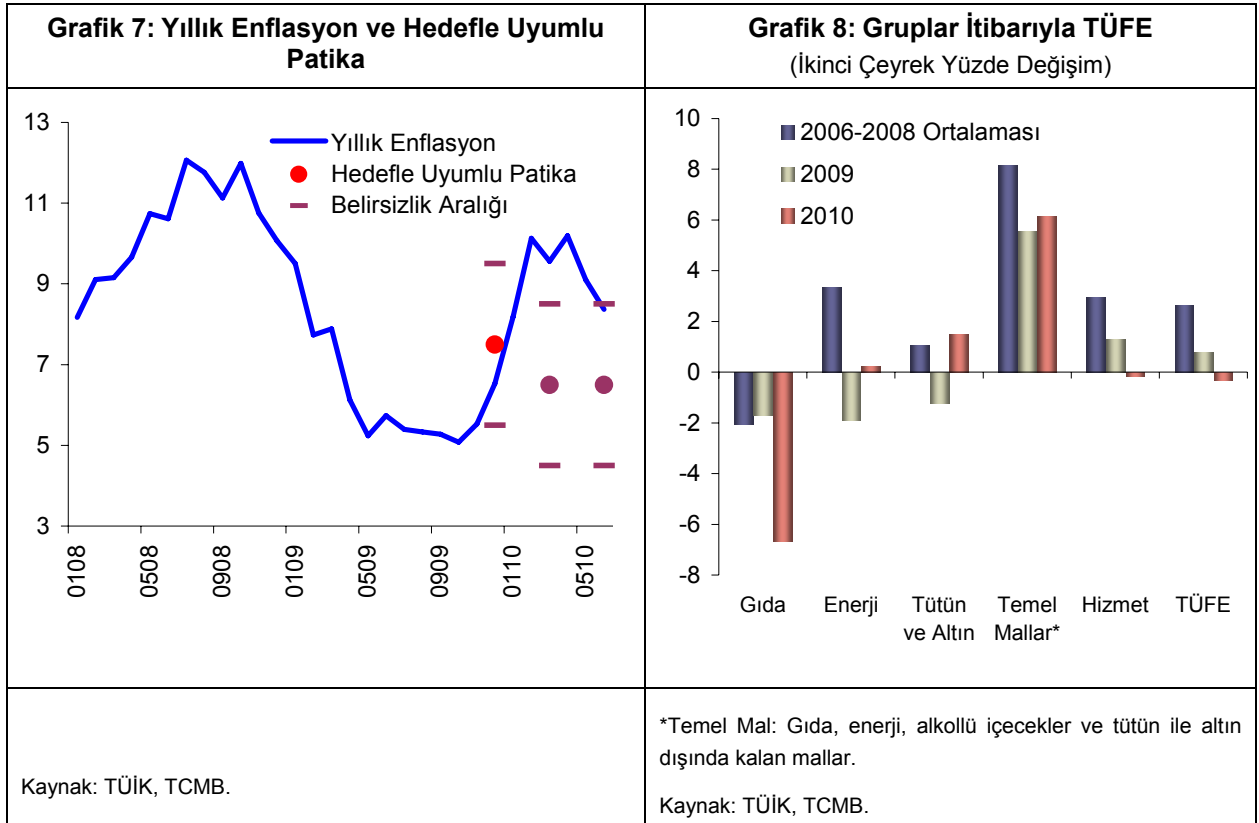 Grafik 7: Yıllık Enflasyon ve Hedefle Uyumlu
Patika
13
11
9
7
5
3
Yıllık Enflasyon
Hedefle Uyumlu Patika
Belirsizlik Aralığı
0108
0508
0908
0109
0509
0909
0110
0510
Kaynak: TÜİK, TCMB.
Grafik 8: Gruplar İtibarıyla TÜFE
(İkinci Çeyrek Yüzde Değişim)
10
8
6
4
2
0
-2
-4
-6
-8
2006-2008 Ortalaması
2009
2010
Gıda Enerji Tütün Temel Hizmet TÜFE
ve Altın Mallar*
*Temel Mal: Gıda, enerji, alkollü içecekler ve tütün ile altın
dışında kalan mallar.
Kaynak: TÜİK, TCMB.